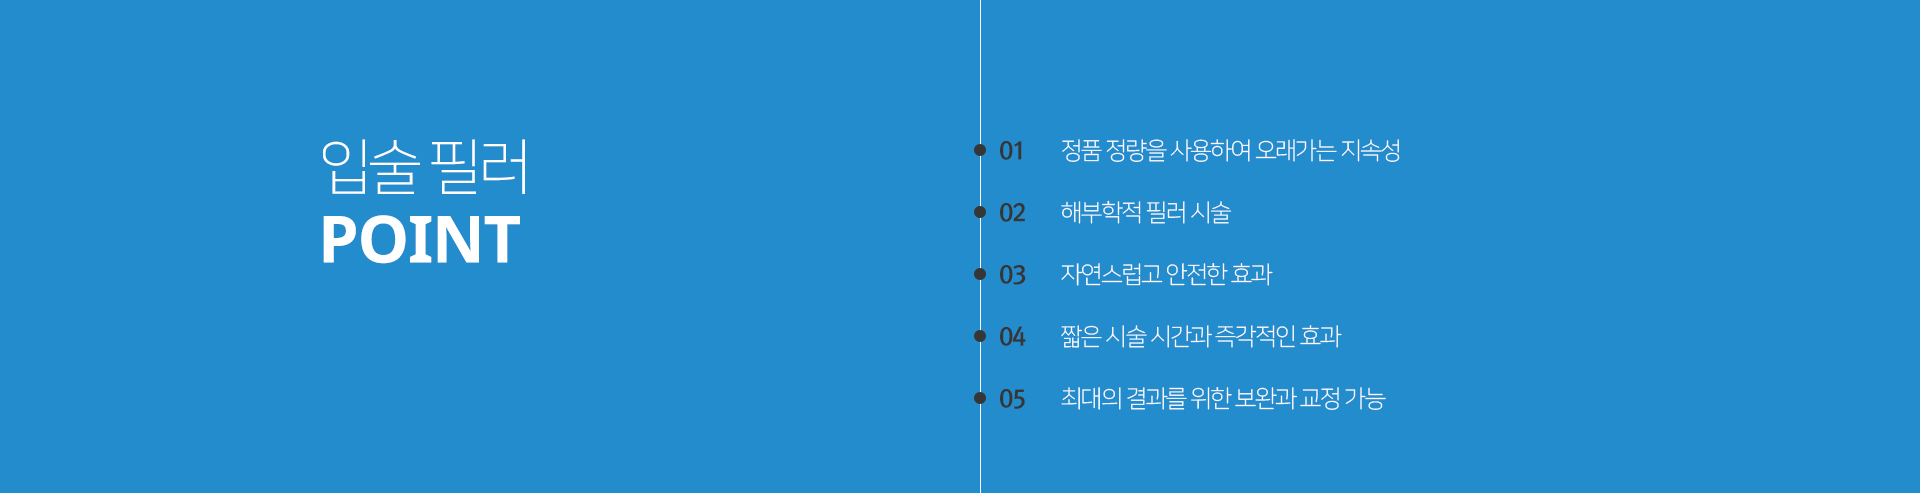 입술 필러
POINT
01 정품 정량을 사용하여 오래가는 지속성
02 해부학적 필러 시술
03 자연스럽고 안전한 효과
04 짧은 시술 시간과 즉각적인 효과
05 최대의 결과를 위한 보완과 교정 가능